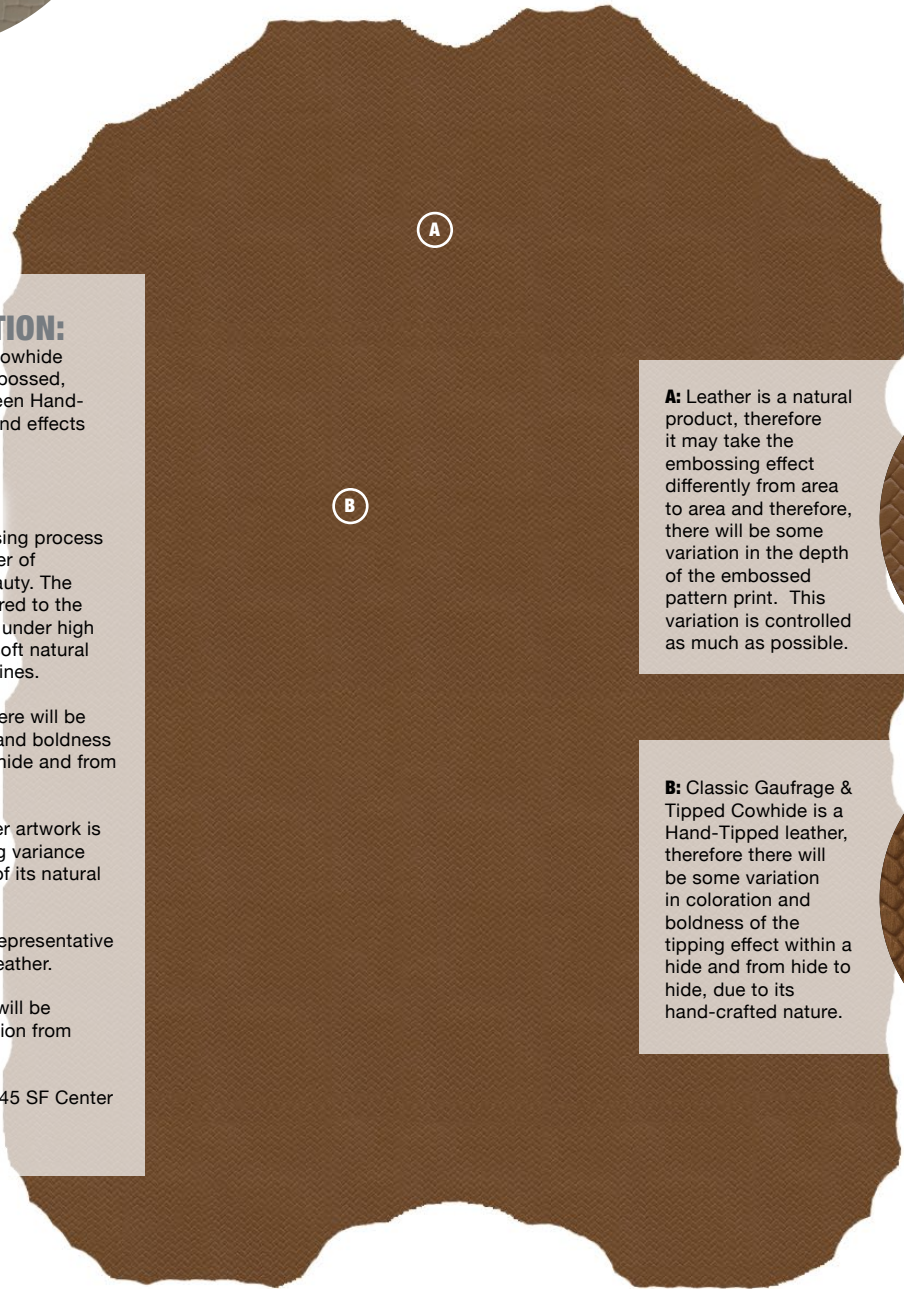 A
TION:
owhide
bossed,
een Hand-
nd effects
sing process
er of
auty. The
red to the
under high
oft natural
ines.
ere will be
and boldness
hide and from
er artwork is
g variance
of its natural
epresentative
eather.
will be
ion from
45 SF Center
B
A: Leather is a natural
product, therefore
it may take the
embossing effect
differently from area
to area and therefore,
there will be some
variation in the depth
of the embossed
pattern print.  This
variation is controlled
as much as possible.
B: Classic Gaufrage &
Tipped Cowhide is a
Hand-Tipped leather,
therefore there will
be some variation
in coloration and
boldness of the
tipping effect within a
hide and from hide to
hide, due to its
hand-crafted nature.